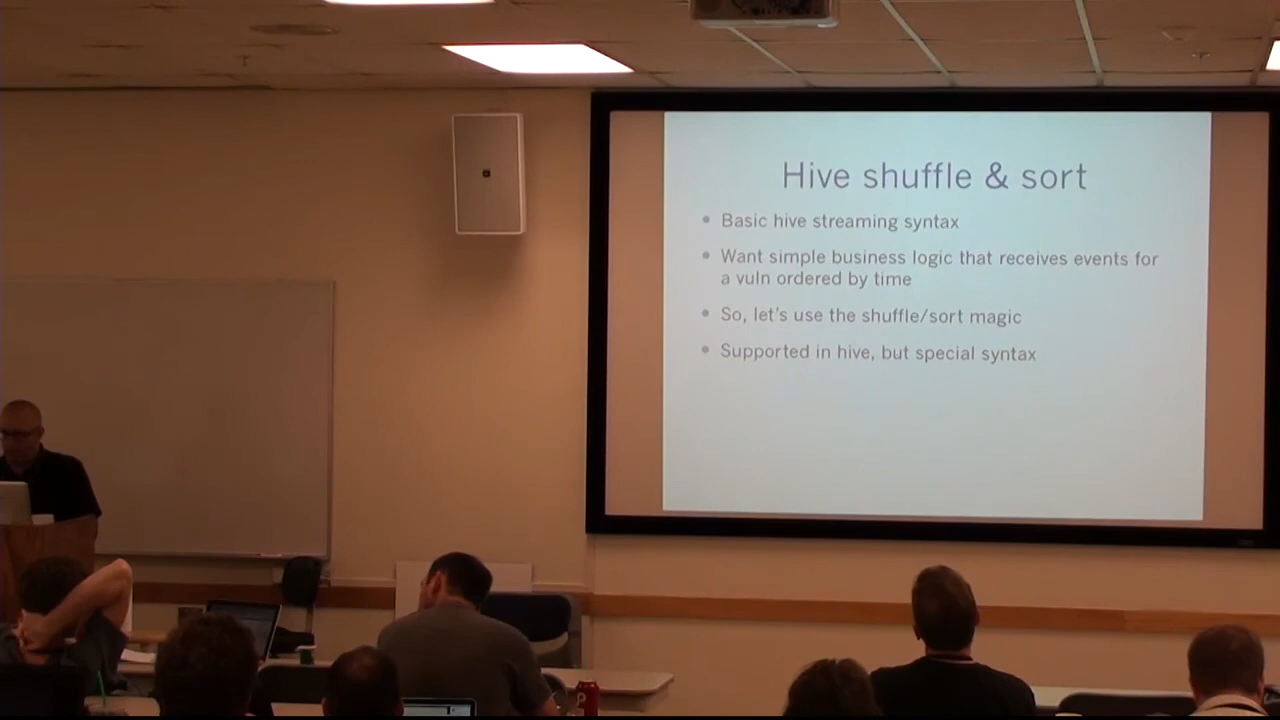 Hive shuffle & sort
• Basic hive streaming syntax
• Want simple business logic that receives events for
a vuln ordered by time
• So, let's use the shuffle/sort magic
• Supported in hive, but special syntax